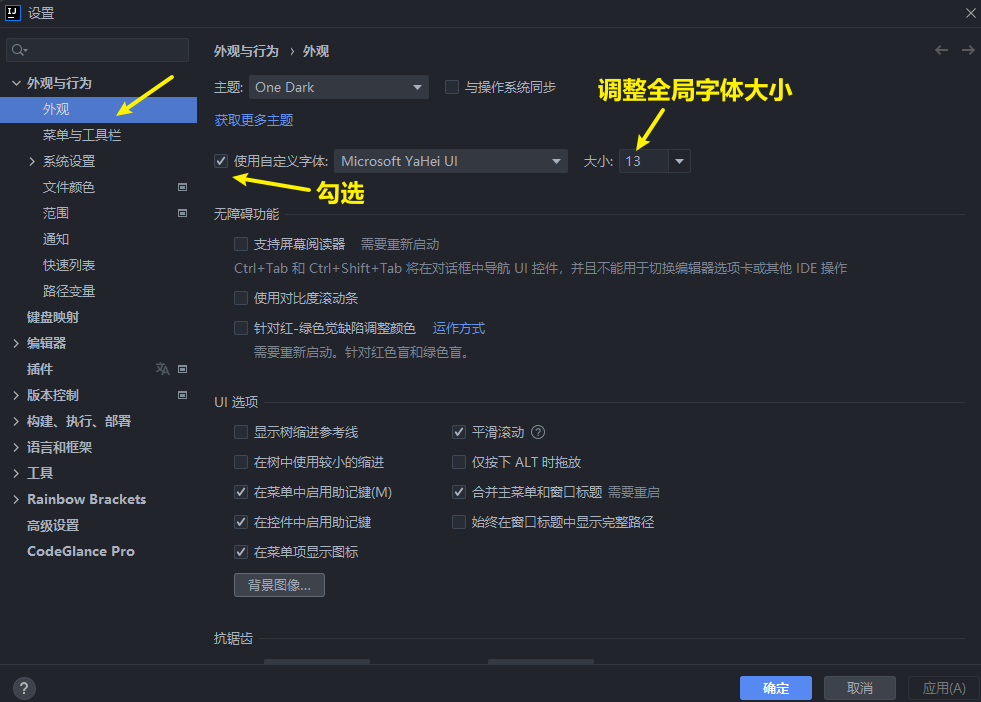 设置
外观与行为 › 外观
外观与行为
外观
菜单与工具栏
系统设置
文件颜色
范围
通知
快速列表
路径变量
键盘映射
编辑器
插件
版本控制
构建、执行、部署
语言和框架
工具
Rainbow Brackets
高级设置
CodeGlance Pro
主题: One Dark 与操作系统同步
调整全局字体大小
获取更多主题
使用自定义字体: Microsoft YaHei UI 大小: 13
勾选
无障碍功能
支持屏幕阅读器 需要重新启动
Ctrl+Tab 和 Ctrl+Shift+Tab 将在对话框中导航 UI 控件，并且不能用于切换编辑器选项卡或其他 IDE 操作
使用对比度滚动条
针对红-绿色觉缺陷调整颜色 运作方式
需要重新启动。针对红色盲和绿色盲。
UI 选项
显示树缩进参考线 平滑滚动 ?
在树中使用较小的缩进 仅按下 ALT 时拖放
在菜单中启用助记键(M) 合并主菜单和窗口标题 需要重启
在控件中启用助记键 始终在窗口标题中显示完整路径
在菜单项显示图标
背景图像...
抗锯齿
? 确定 取消 应用(A)